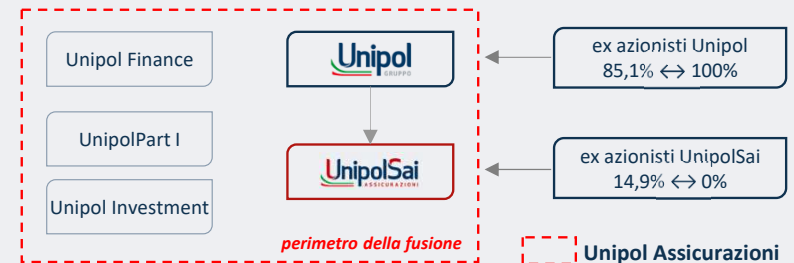 Unipol Finance
Unipol
GRUPPO
ex azionisti Unipol
85,1% ↔ 100%
UnipolPart I
UnipolSai
ASSICURAZIONI
ex azionisti UnipolSai
14,9% ↔ 0%
Unipol Investment
perimetro della fusione
Unipol Assicurazioni